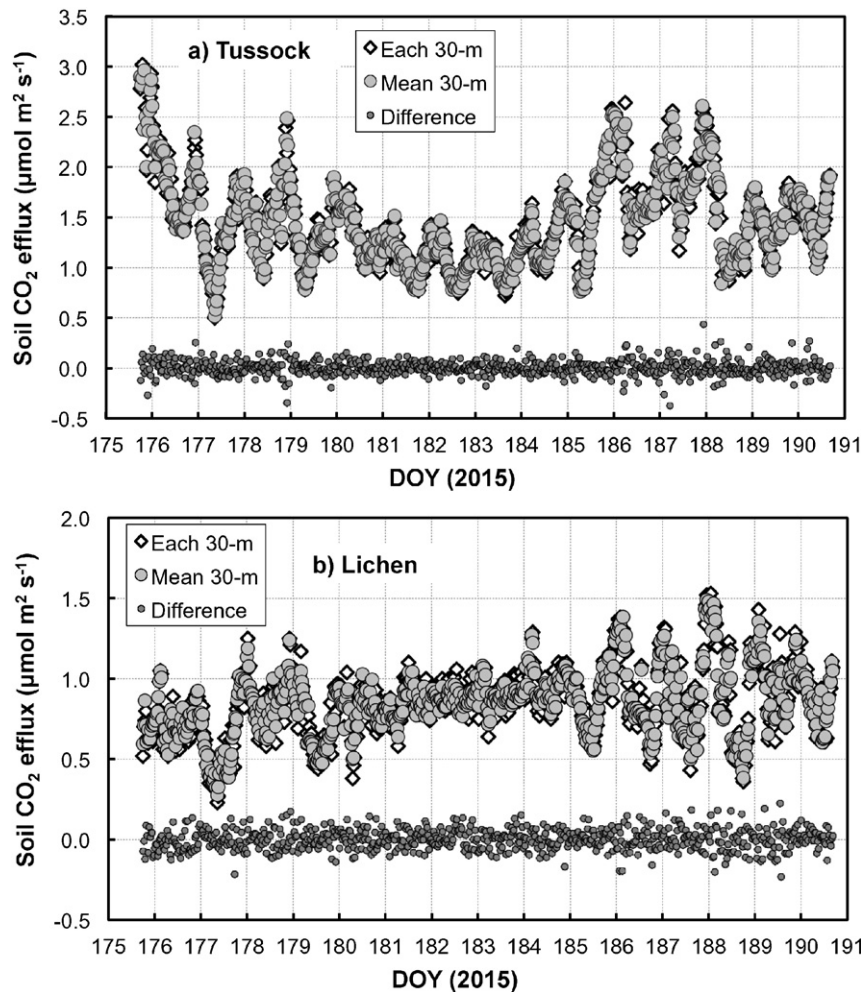 a) Tussock
Each 30-m
Mean 30-m
Difference
Soil CO2 efflux (µmol m² s⁻¹)
3.5
3.0
2.5
2.0
1.5
1.0
0.5
0.0
-0.5
175 176 177 178 179 180 181 182 183 184 185 186 187 188 189 190 191
DOY (2015)
b) Lichen
Each 30-m
Mean 30-m
Difference
Soil CO2 efflux (µmol m² s⁻¹)
2.0
1.5
1.0
0.5
0.0
-0.5
175 176 177 178 179 180 181 182 183 184 185 186 187 188 189 190 191
DOY (2015)